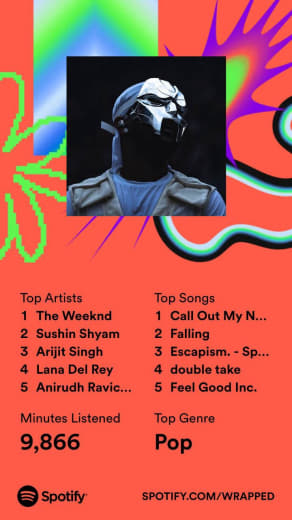 Top Artists
1 The Weeknd
2 Sushin Shyam
3 Arijit Singh
4 Lana Del Rey
5 Anirudh Ravic...
Top Songs
1 Call Out My N...
2 Falling
3 Escapism. - Sp...
4 double take
5 Feel Good Inc.
Minutes Listened
9,866
Top Genre
Pop
Spotify
SPOTIFY.COM/WRAPPED